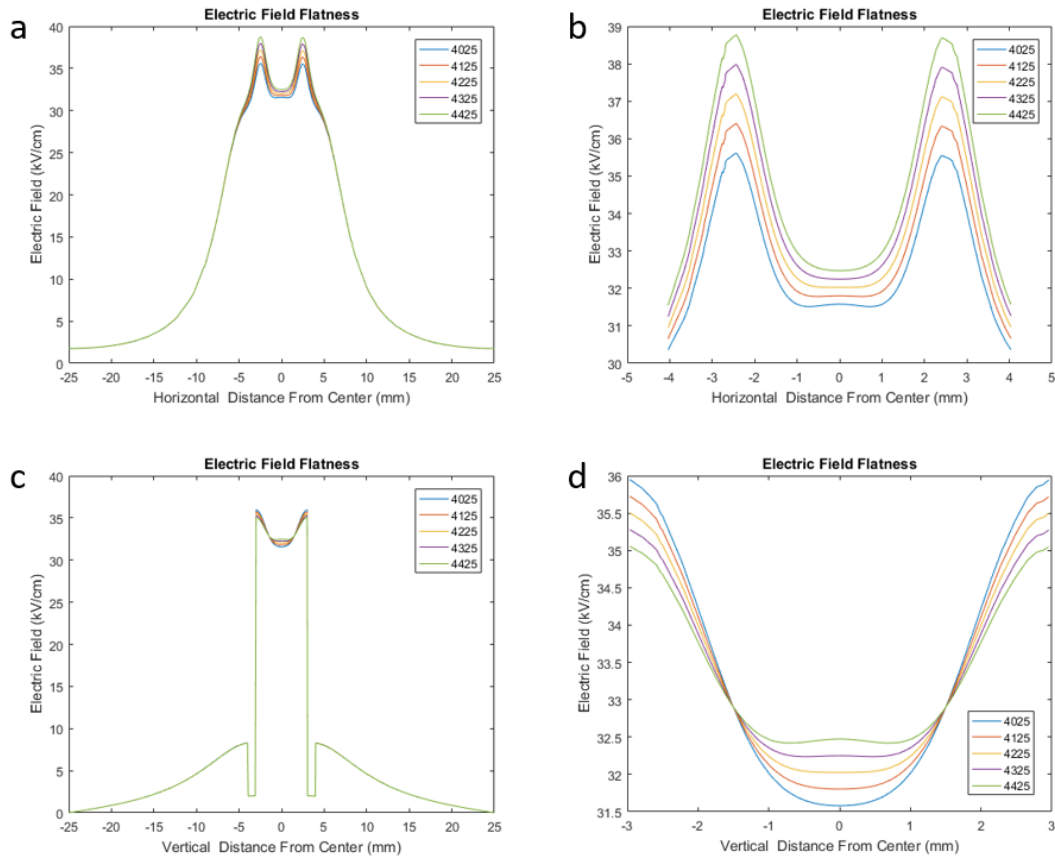 a
Electric Field Flatness
Electric Field (kV/cm)
40
35
30
25
20
15
10
5
0
-25 -20 -15 -10 -5 0 5 10 15 20 25
Horizontal Distance From Center (mm)
4025
4125
4225
4325
4425
b
Electric Field Flatness
Electric Field (kV/cm)
39
38
37
36
35
34
33
32
31
30
-5 -4 -3 -2 -1 0 1 2 3 4 5
Horizontal Distance From Center (mm)
4025
4125
4225
4325
4425
c
Electric Field Flatness
Electric Field (kV/cm)
40
35
30
25
20
15
10
5
0
-25 -20 -15 -10 -5 0 5 10 15 20 25
Vertical Distance From Center (mm)
4025
4125
4225
4325
4425
d
Electric Field Flatness
Electric Field (kV/cm)
36
35.5
35
34.5
34
33.5
33
32.5
32
31.5
-3 -2 -1 0 1 2 3
Vertical Distance From Center (mm)
4025
4125
4225
4325
4425